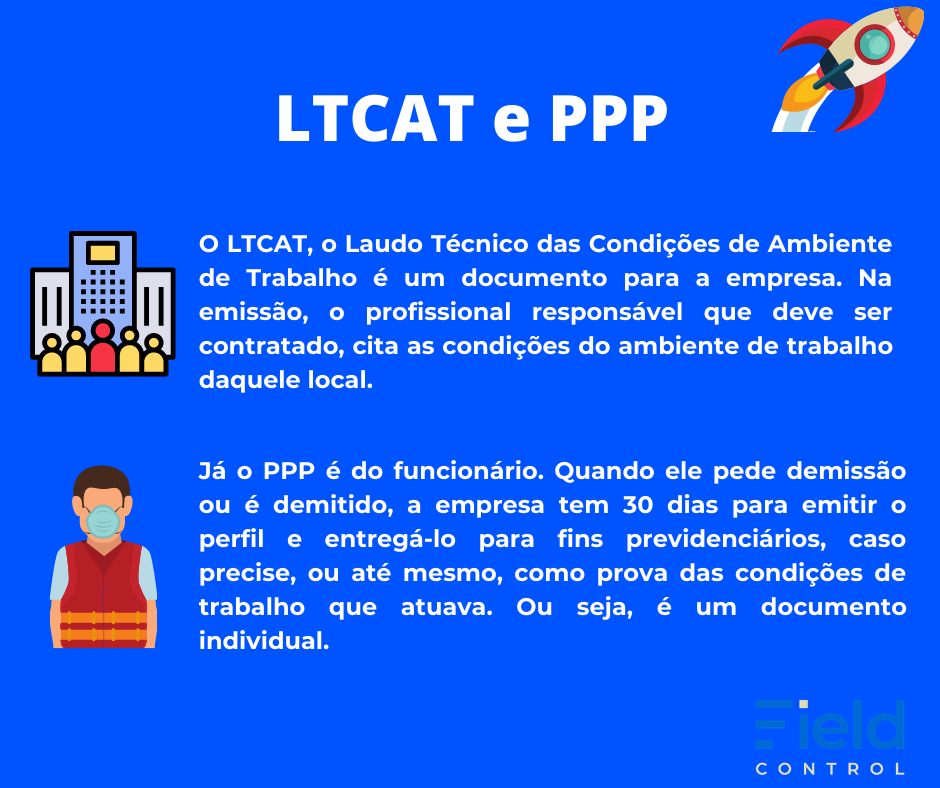 LTCAT e PPP
O LTCAT, o Laudo Técnico das Condições de Ambiente
de Trabalho é um documento para a empresa. Na
emissão, o profissional responsável que deve ser
contratado, cita as condições do ambiente de trabalho
daquele local.
Já o PPP é do funcionário. Quando ele pede demissão
ou é demitido, a empresa tem 30 dias para emitir o
perfil e entregá-lo para fins previdenciários, caso
precise, ou até mesmo, como prova das condições de
trabalho que atuava. Ou seja, é um documento
individual.
Field
CONTROL